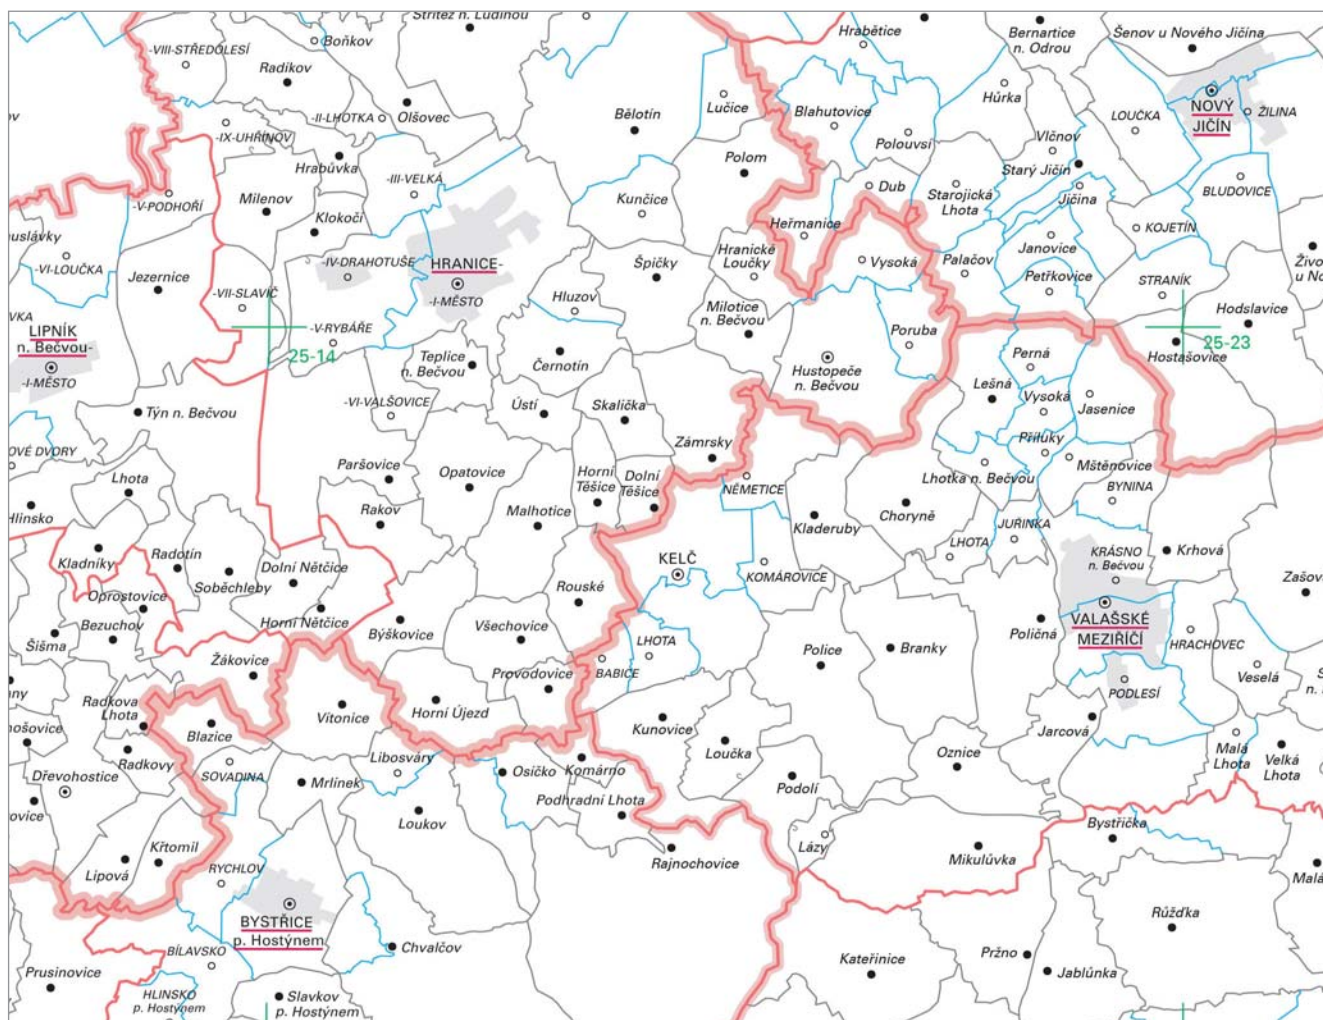 Střítež n. Ludinou
Boňkov
Hrabětice
Bernartice
n. Odrou
Šenov u Nového Jičína
-VIII-STŘEDOLESÍ
Radíkov
Lučice
Blahutovice
Hůrka
NOVÝ
JIČÍN
ŽILINA
-II-LHOTKA
Olšovec
Bělotín
LOUČKA
-IX-UHŘÍNOV
Polouvsí
Vlčnov
Hrabůvka
Polom
Starý Jičín
-III-VELKÁ
Dub
Starojická
Lhota
Jičina
BLUDOVICE
-V-PODHOŘÍ
Milenov
Kunčice
Klokočí
Heřmanice
KOJETÍN
uslávky
Hranické
Loučky
Janovice
Živo
u No
-VI-LOUČKA
Jezernice
-IV-DRAHOTUŠE
HRANICE-
-I-MĚSTO
Špičky
Vysoká
Palačov
Petřkovice
STRANÍK
-VII-SLAVÍČ
Hluzov
Milotice
n. Bečvou
Hodslavice
VKA
LIPNÍK
n. Bečvou-
-I-MĚSTO
-V-RYBÁŘE
25-14
Poruba
25-23
Hostašovice
Teplice
n. Bečvou
Černotín
Hustopeče
n. Bečvou
Perná
Lešná
-VI-VALŠOVICE
Týn n. Bečvou
Ústí
Skalička
Vysoká
Jasenice
Zámrsky
Příluky
OVÉ DVORY
Lhota
Paršovice
Opatovice
Horní
Těšice
Dolní
Těšice
NĚMETICE
Lhotka n. Bečvou
Mštěnovice
BYNINA
Hlinsko
Rakov
Malhotice
Kladeruby
Choryně
JUŘINKA
LHOTA
Kladníky
Radotín
Soběchleby
Dolní Nětčice
KELČ
KOMÁROVICE
KRÁSNO
n. Bečvou
Krhová
Oprostovice
Rouské
Zašov
Bezuchov
Horní Nětčice
Býškovice
Všechovice
LHOTA
Poličná
VALAŠSKÉ
MEZIŘÍČÍ
HRACHOVEC
Šišma
Žákovice
Provodovice
BABICE
Police
Branky
Veselá
ny
Radkova
Lhota
Vítonice
Horní Újezd
PODLESÍ
S
n.
nošovice
Blazice
Kunovice
Loučka
Jarcová
Malá
Lhota
Velká
Lhota
Radkovy
Libosváry
Oznice
Dřevohostice
SOVADINA
Mrlínek
Osíčko
Komárno
Podolí
ovice
Loukov
Podhradní Lhota
Bystřička
Lipová
Křtomil
RYCHLOV
Rajnochovice
Lázy
Mikulůvka
Malá
BYSTŘICE
p. Hostýnem
Růžďka
BÍLAVSKO
Chvalčov
Prusinovice
Kateřinice
Pržno
Jablůnka
HLINSKO
p. Hostýnem
Slavkov
p. Hostýnem